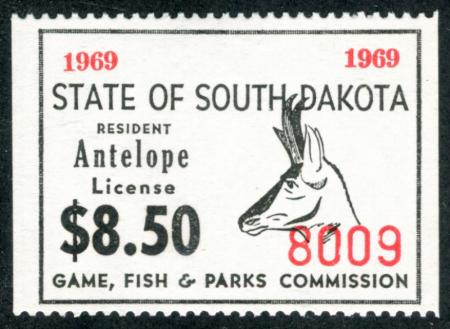 1969 1969
STATE OF SOUTH DAKOTA
RESIDENT
Antelope
License
$8.50
8009
GAME, FISH & PARKS COMMISSION